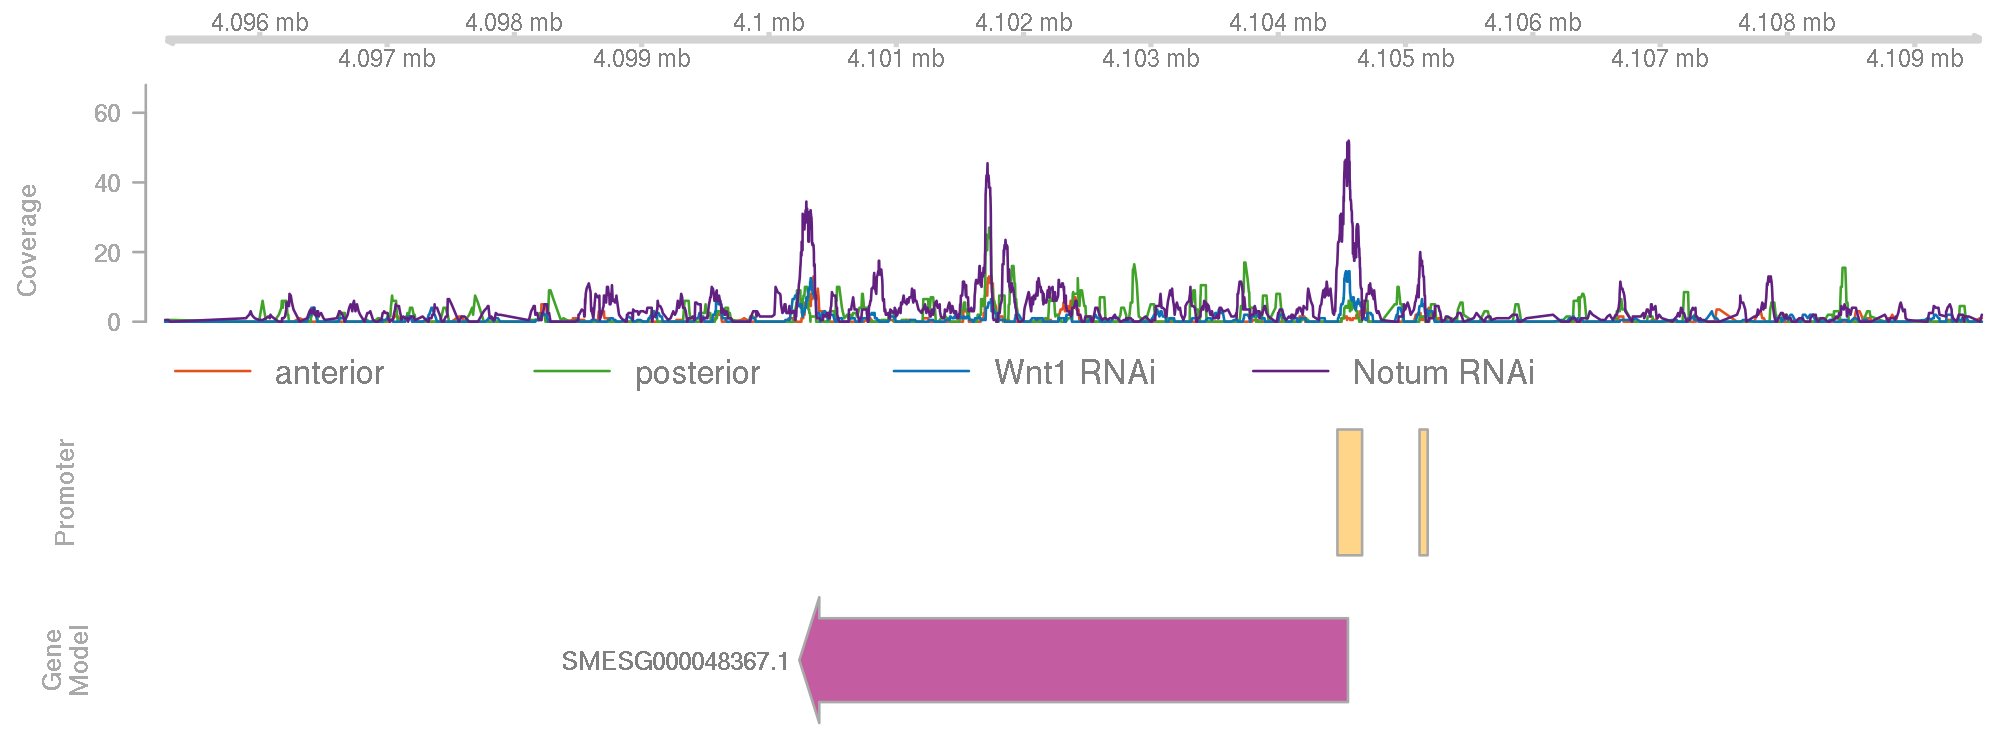 4.096 mb 4.098 mb 4.1 mb 4.102 mb 4.104 mb 4.106 mb 4.108 mb
4.097 mb 4.099 mb 4.101 mb 4.103 mb 4.105 mb 4.107 mb 4.109 mb
Coverage
60
40
20
0
anterior posterior Wnt1 RNAi Notum RNAi
Promoter
Gene
Model
SMESG000048367.1